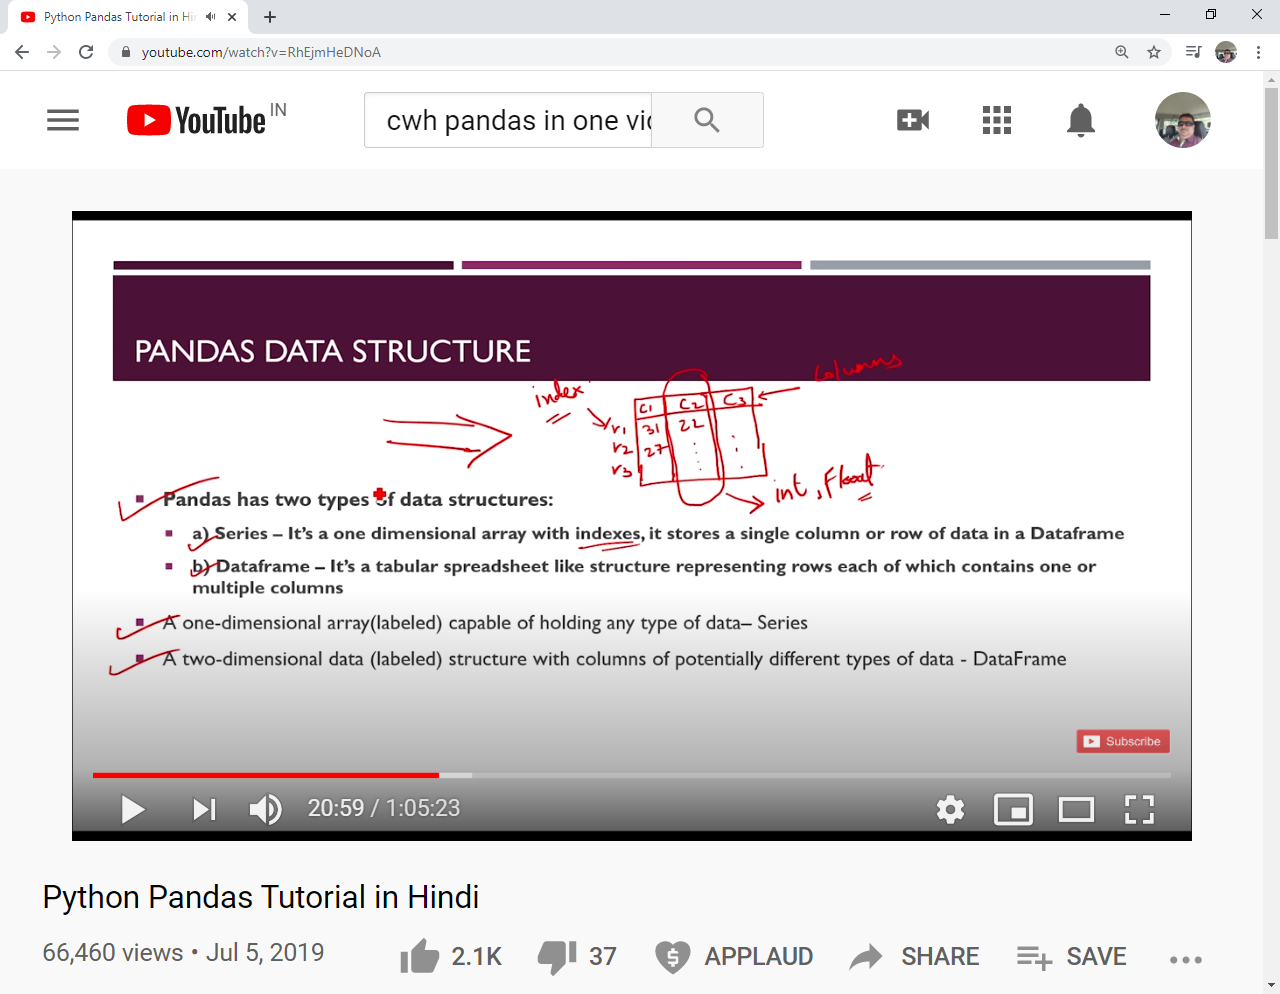 Python Pandas Tutorial in Hi
youtube.com/watch?v=RhEjmHeDNoA
YouTube IN
cwh pandas in one vi
PANDAS DATA STRUCTURE
columns
index
C1 C2 C3
r1 31 22
r2 27
r3
int, Float
Pandas has two types of data structures:
a) Series – It's a one dimensional array with indexes, it stores a single column or row of data in a Dataframe
b) Dataframe – It's a tabular spreadsheet like structure representing rows each of which contains one or
multiple columns
A one-dimensional array(labeled) capable of holding any type of data– Series
A two-dimensional data (labeled) structure with columns of potentially different types of data - DataFrame
Subscribe
20:59 / 1:05:23
Python Pandas Tutorial in Hindi
66,460 views • Jul 5, 2019 2.1K 37 APPLAUD SHARE SAVE